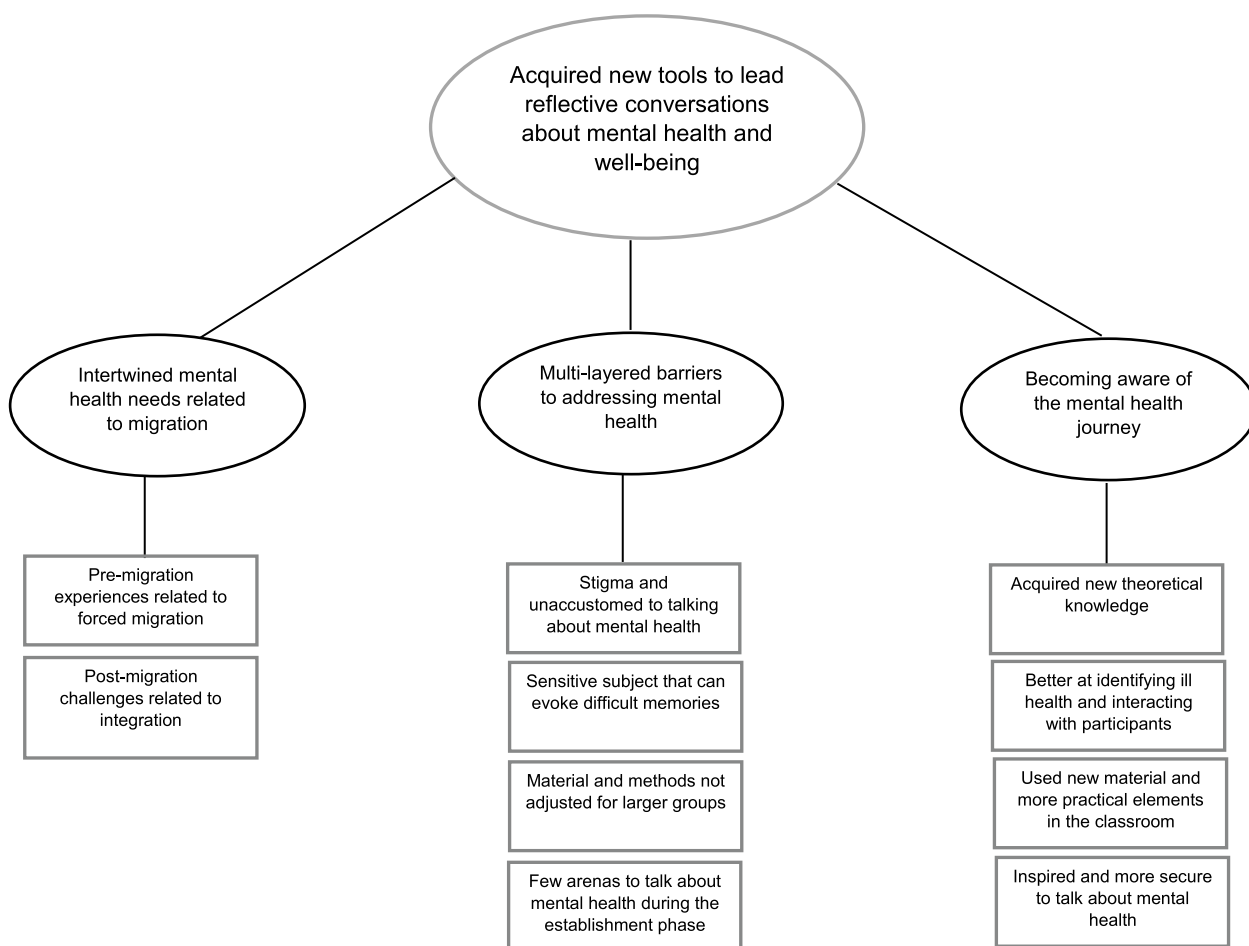 Acquired new tools to lead
reflective conversations
about mental health and
well-being
Intertwined mental
health needs related
to migration
Multi-layered barriers
to addressing mental
health
Becoming aware of
the mental health
journey
Pre-migration
experiences related to
forced migration
Post-migration
challenges related to
integration
Stigma and
unaccustomed to talking
about mental health
Sensitive subject that can
evoke difficult memories
Material and methods not
adjusted for larger groups
Few arenas to talk about
mental health during the
establishment phase
Acquired new theoretical
knowledge
Better at identifying ill
health and interacting
with participants
Used new material and
more practical elements
in the classroom
Inspired and more secure
to talk about mental
health